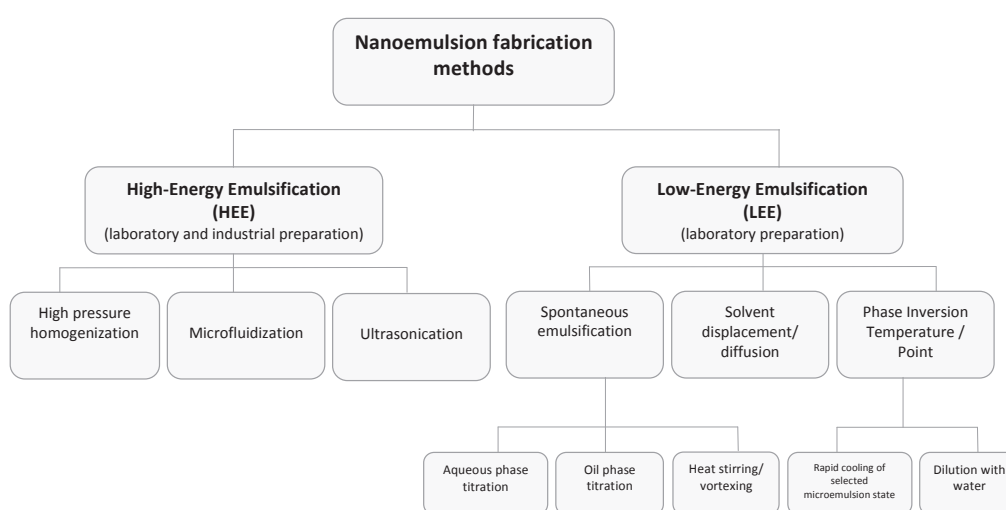 Nanoemulsion fabrication
methods
High-Energy Emulsification
(HEE)
(laboratory and industrial preparation)
Low-Energy Emulsification
(LEE)
(laboratory preparation)
High pressure
homogenization
Microfluidization
Ultrasonication
Spontaneous
emulsification
Solvent
displacement/
diffusion
Phase Inversion
Temperature /
Point
Aqueous phase
titration
Oil phase
titration
Heat stirring/
vortexing
Rapid cooling of
selected
microemulsion state
Dilution with
water